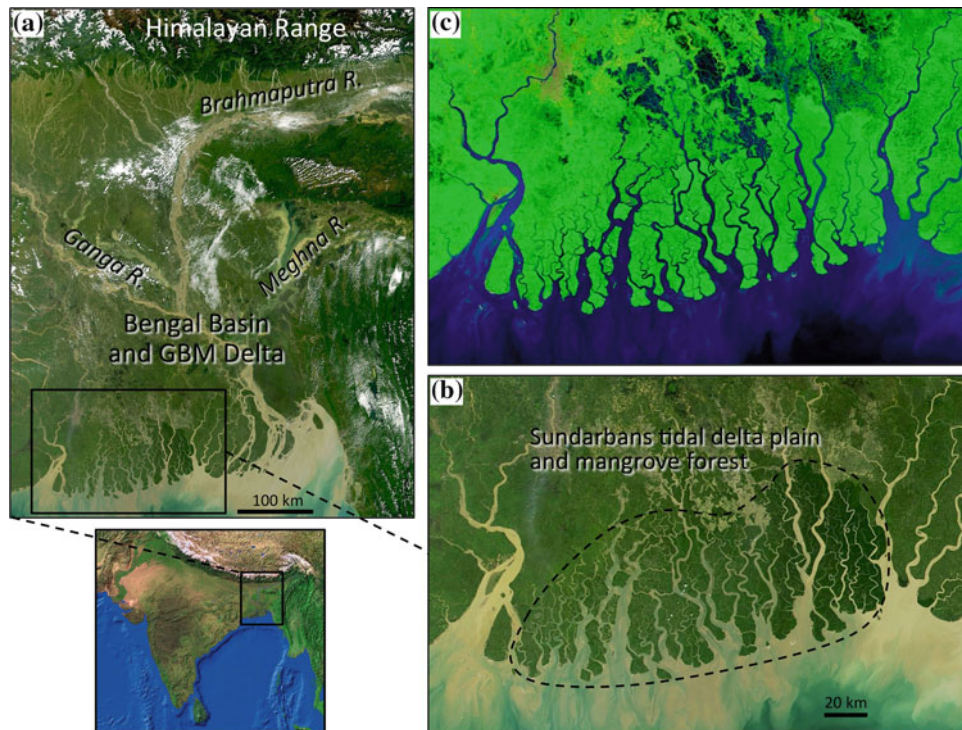 (a)
Himalayan Range
Brahmaputra R.
Ganga R.
Meghna R.
Bengal Basin
and GBM Delta
100 km
(c)
(b)
Sundarbans tidal delta plain
and mangrove forest
20 km